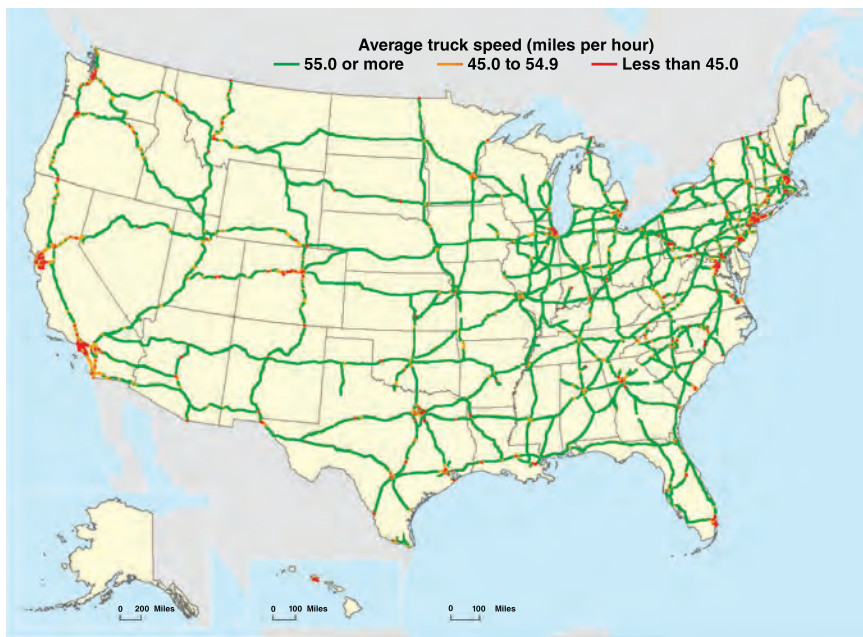 Average truck speed (miles per hour)
55.0 or more 45.0 to 54.9 Less than 45.0
0 200 Miles 0 100 Miles 0 100 Miles